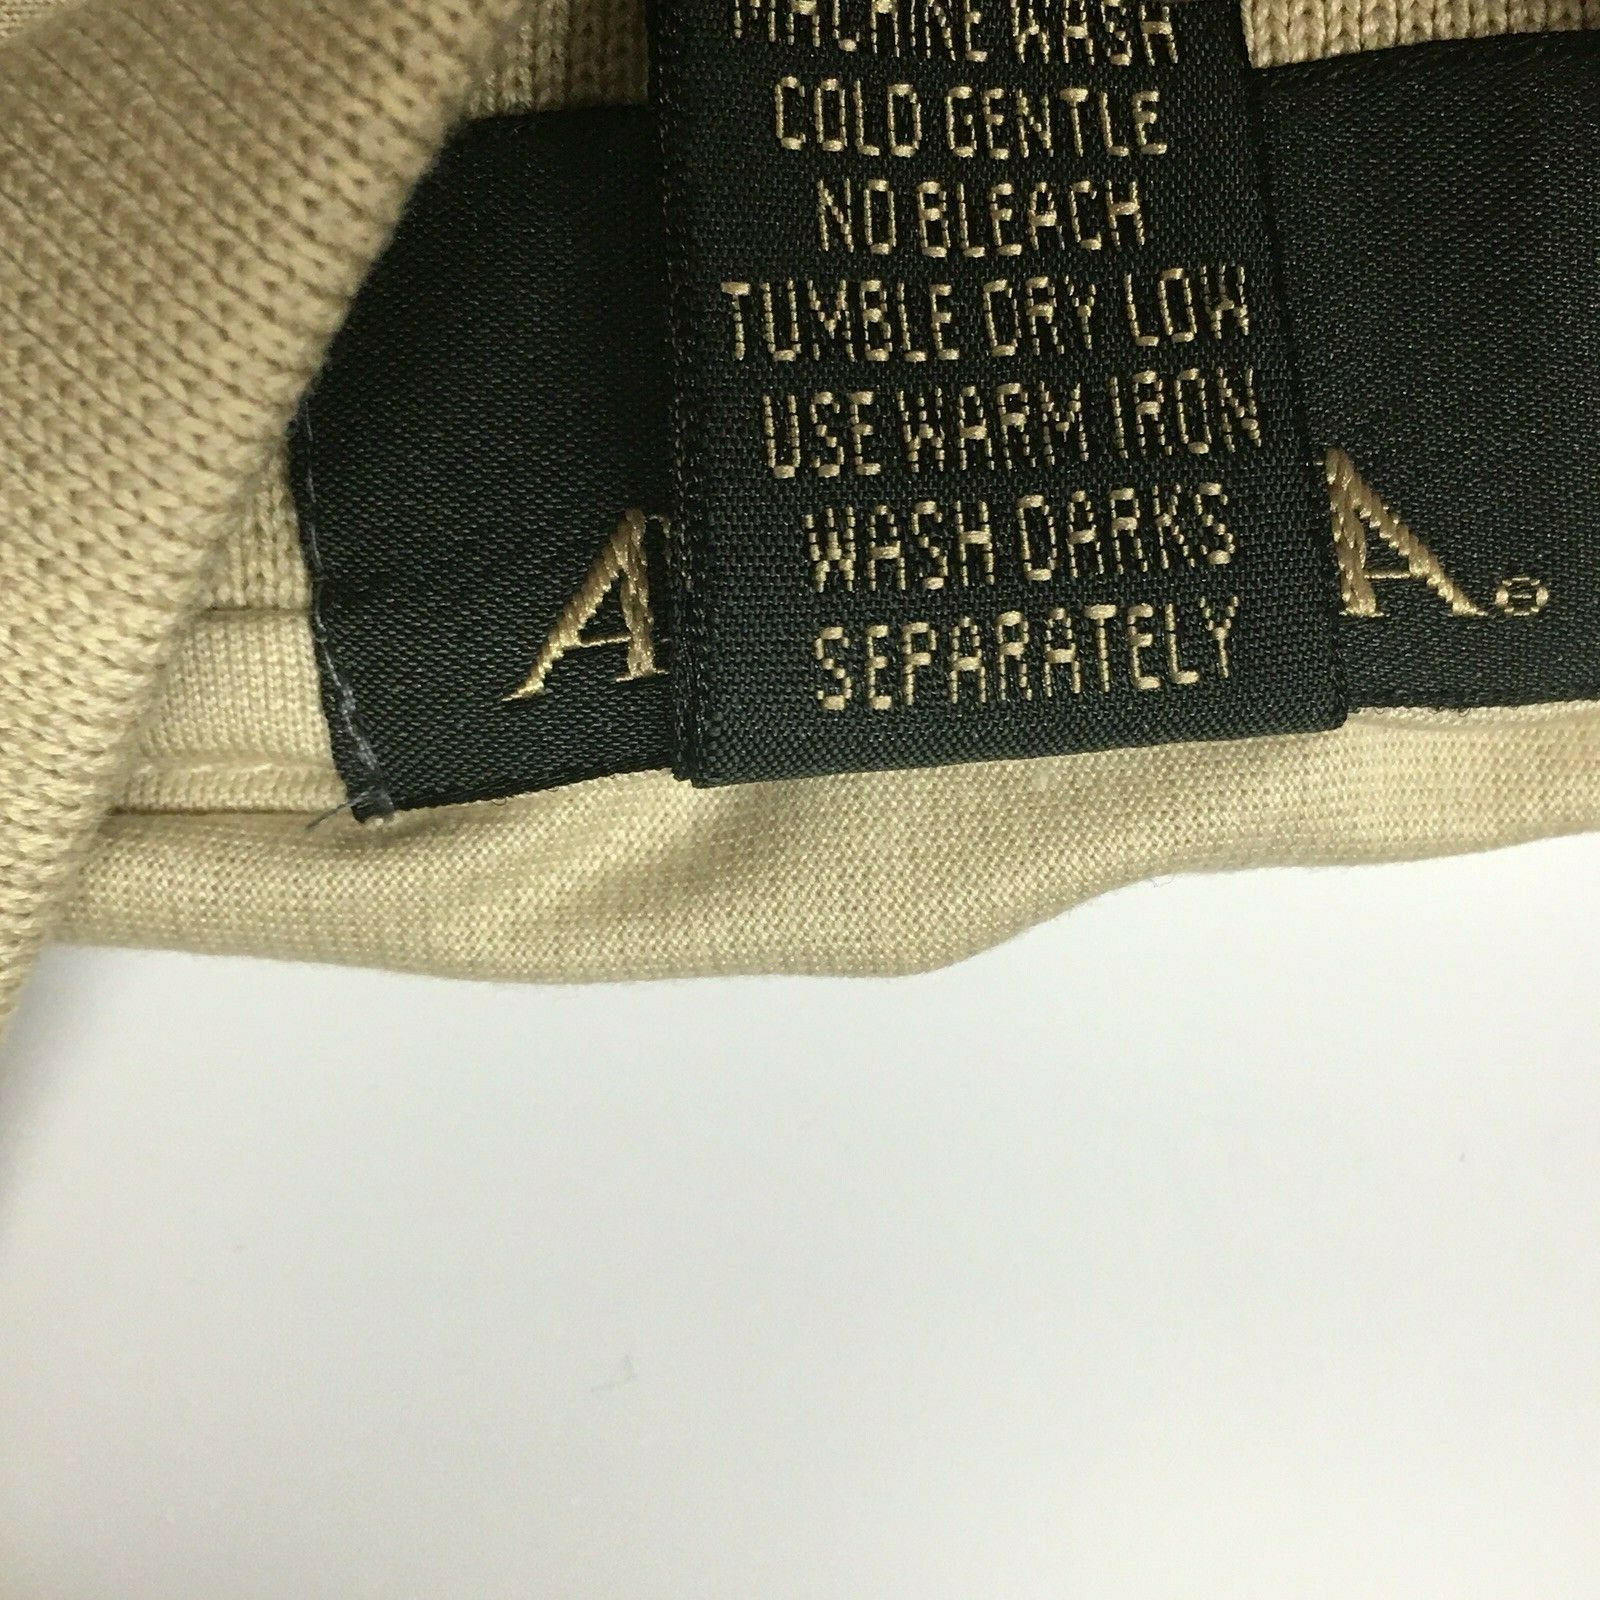 MACHINE WASH
COLD GENTLE
NO BLEACH
TUMBLE DRY LOW
USE WARM IRON
WASH DARKS
SEPARATELY
A A.®